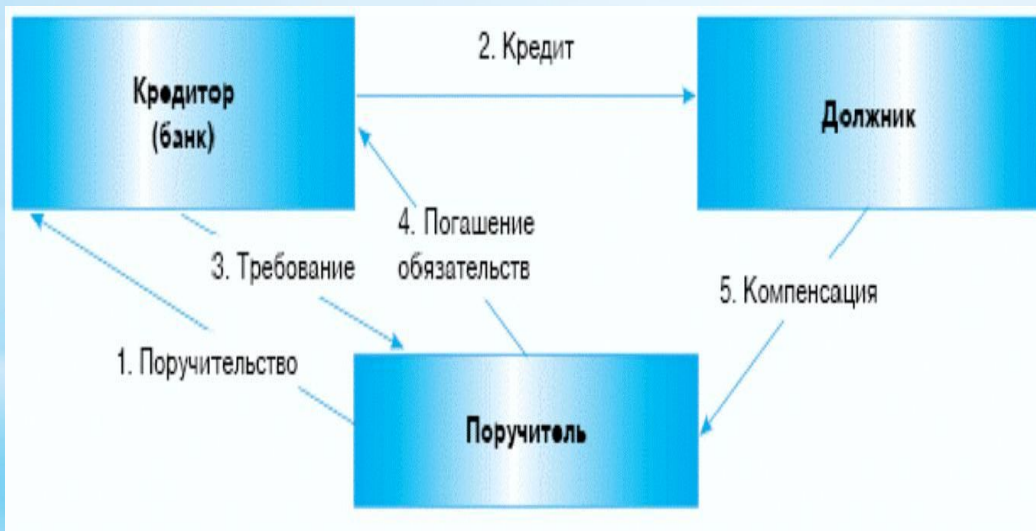 2. Кредит
Кредитор
(банк)
Должник
4. Погашение
обязательств
3. Требование
5. Компенсация
1. Поручительство
Поручитель